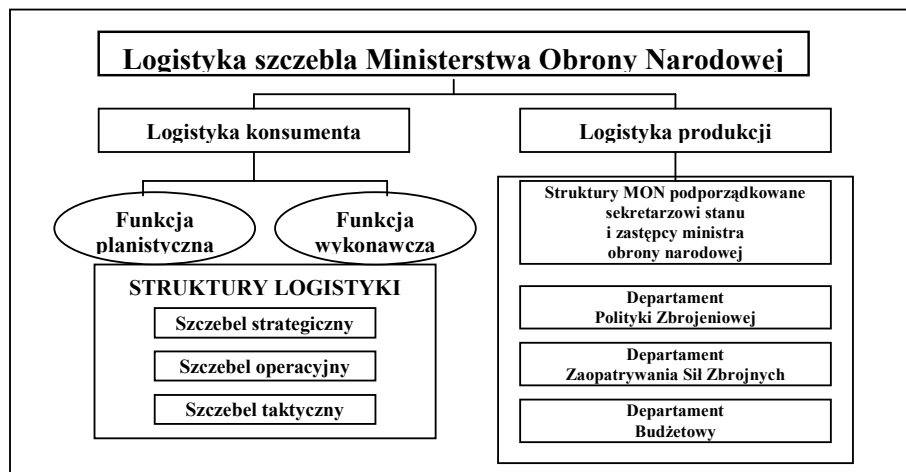 Logistyka szczebla Ministerstwa Obrony Narodowej
Logistyka konsumenta
Funkcja
planistyczna
Funkcja
wykonawcza
STRUKTURY LOGISTYKI
Szczebel strategiczny
Szczebel operacyjny
Szczebel taktyczny
Logistyka produkcji
Struktury MON podporządkowane
sekretarzowi stanu
i zastępcy ministra
obrony narodowej
Departament
Polityki Zbrojeniowej
Departament
Zaopatrywania Sił Zbrojnych
Departament
Budżetowy